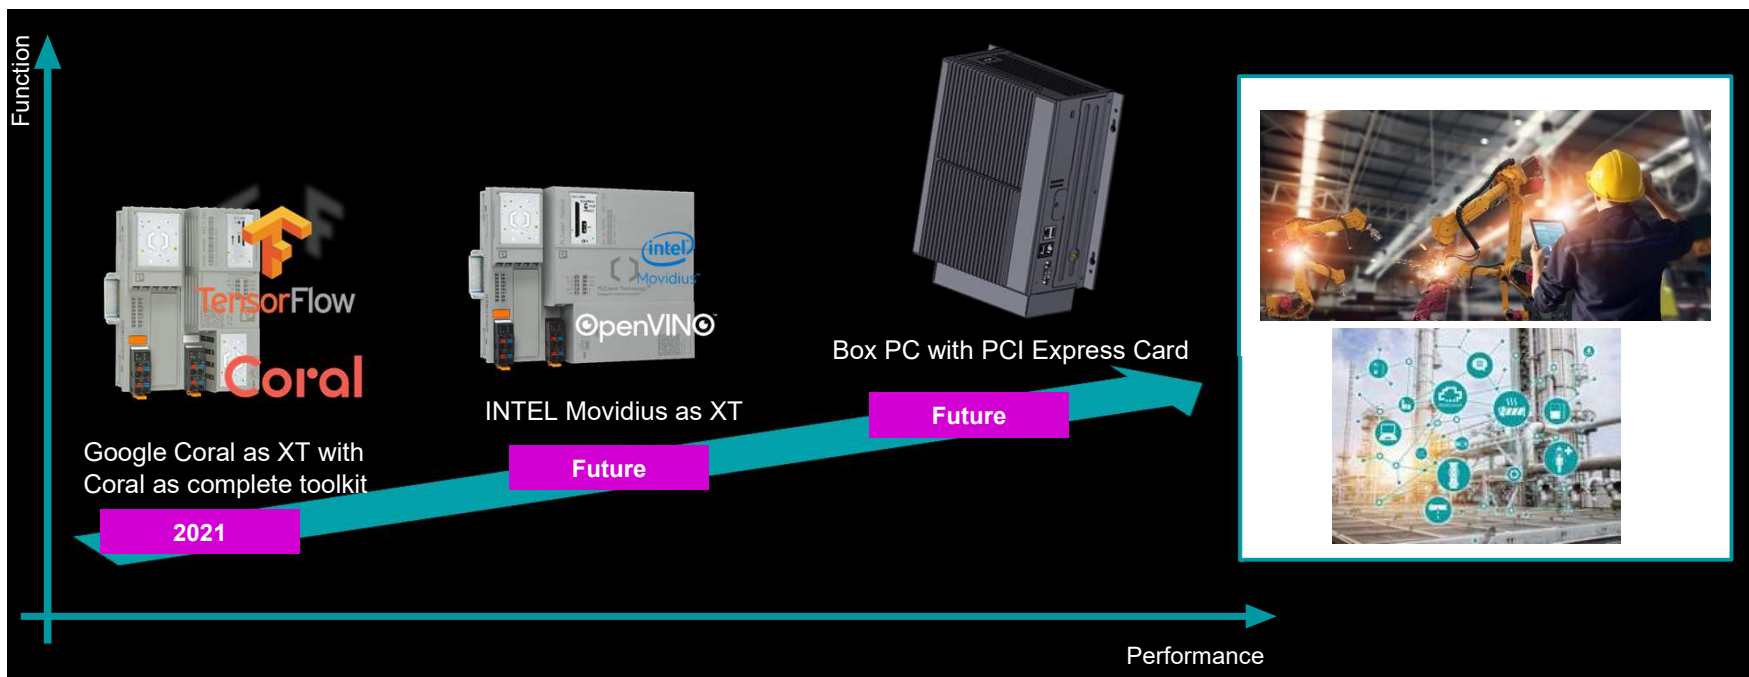 Function
TensorFlow
Coral
Google Coral as XT with
Coral as complete toolkit
2021
intel
Movidius
OpenVINO
INTEL Movidius as XT
Future
Box PC with PCI Express Card
Future
Performance